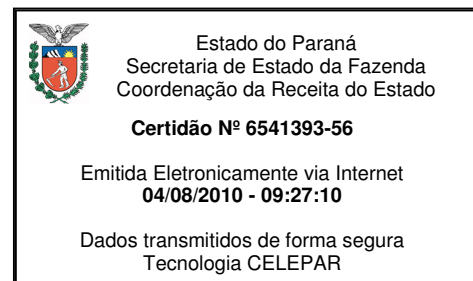 Estado do Paraná
Secretaria de Estado da Fazenda
Coordenação da Receita do Estado
Certidão Nº 6541393-56
Emitida Eletronicamente via Internet
04/08/2010 - 09:27:10
Dados transmitidos de forma segura
Tecnologia CELEPAR